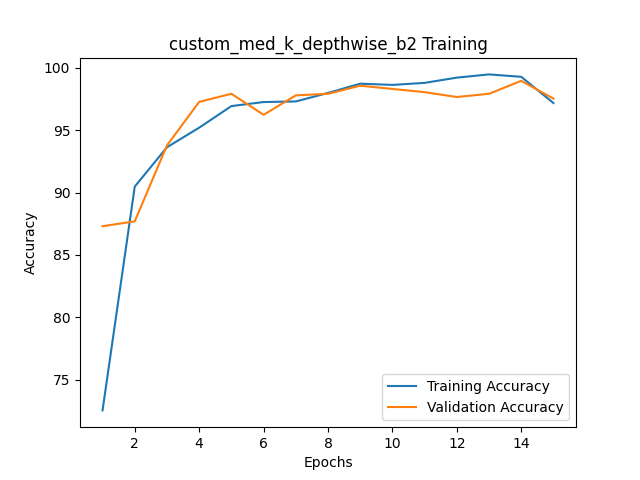 custom_med_k_depthwise_b2 Training
100
95
90
85
80
75
Accuracy
2 4 6 8 10 12 14
Epochs
Training Accuracy
Validation Accuracy